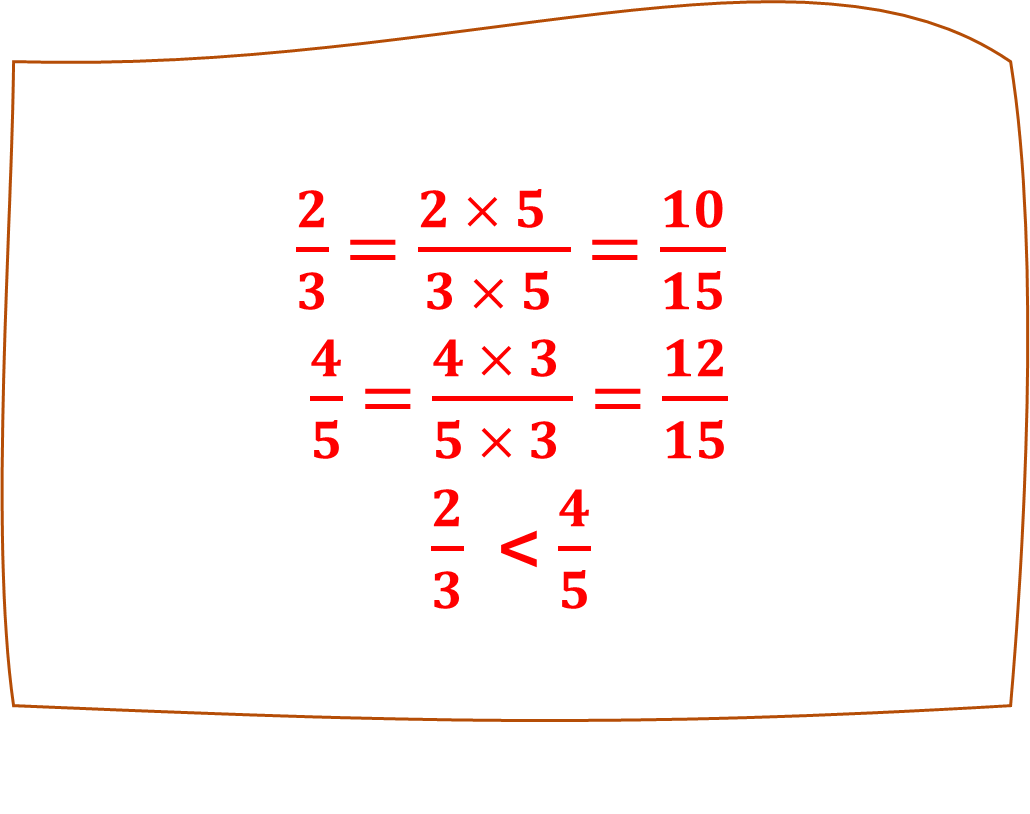 2/3 = (2 × 5)/(3 × 5) = 10/15
4/5 = (4 × 3)/(5 × 3) = 12/15
2/3 < 4/5